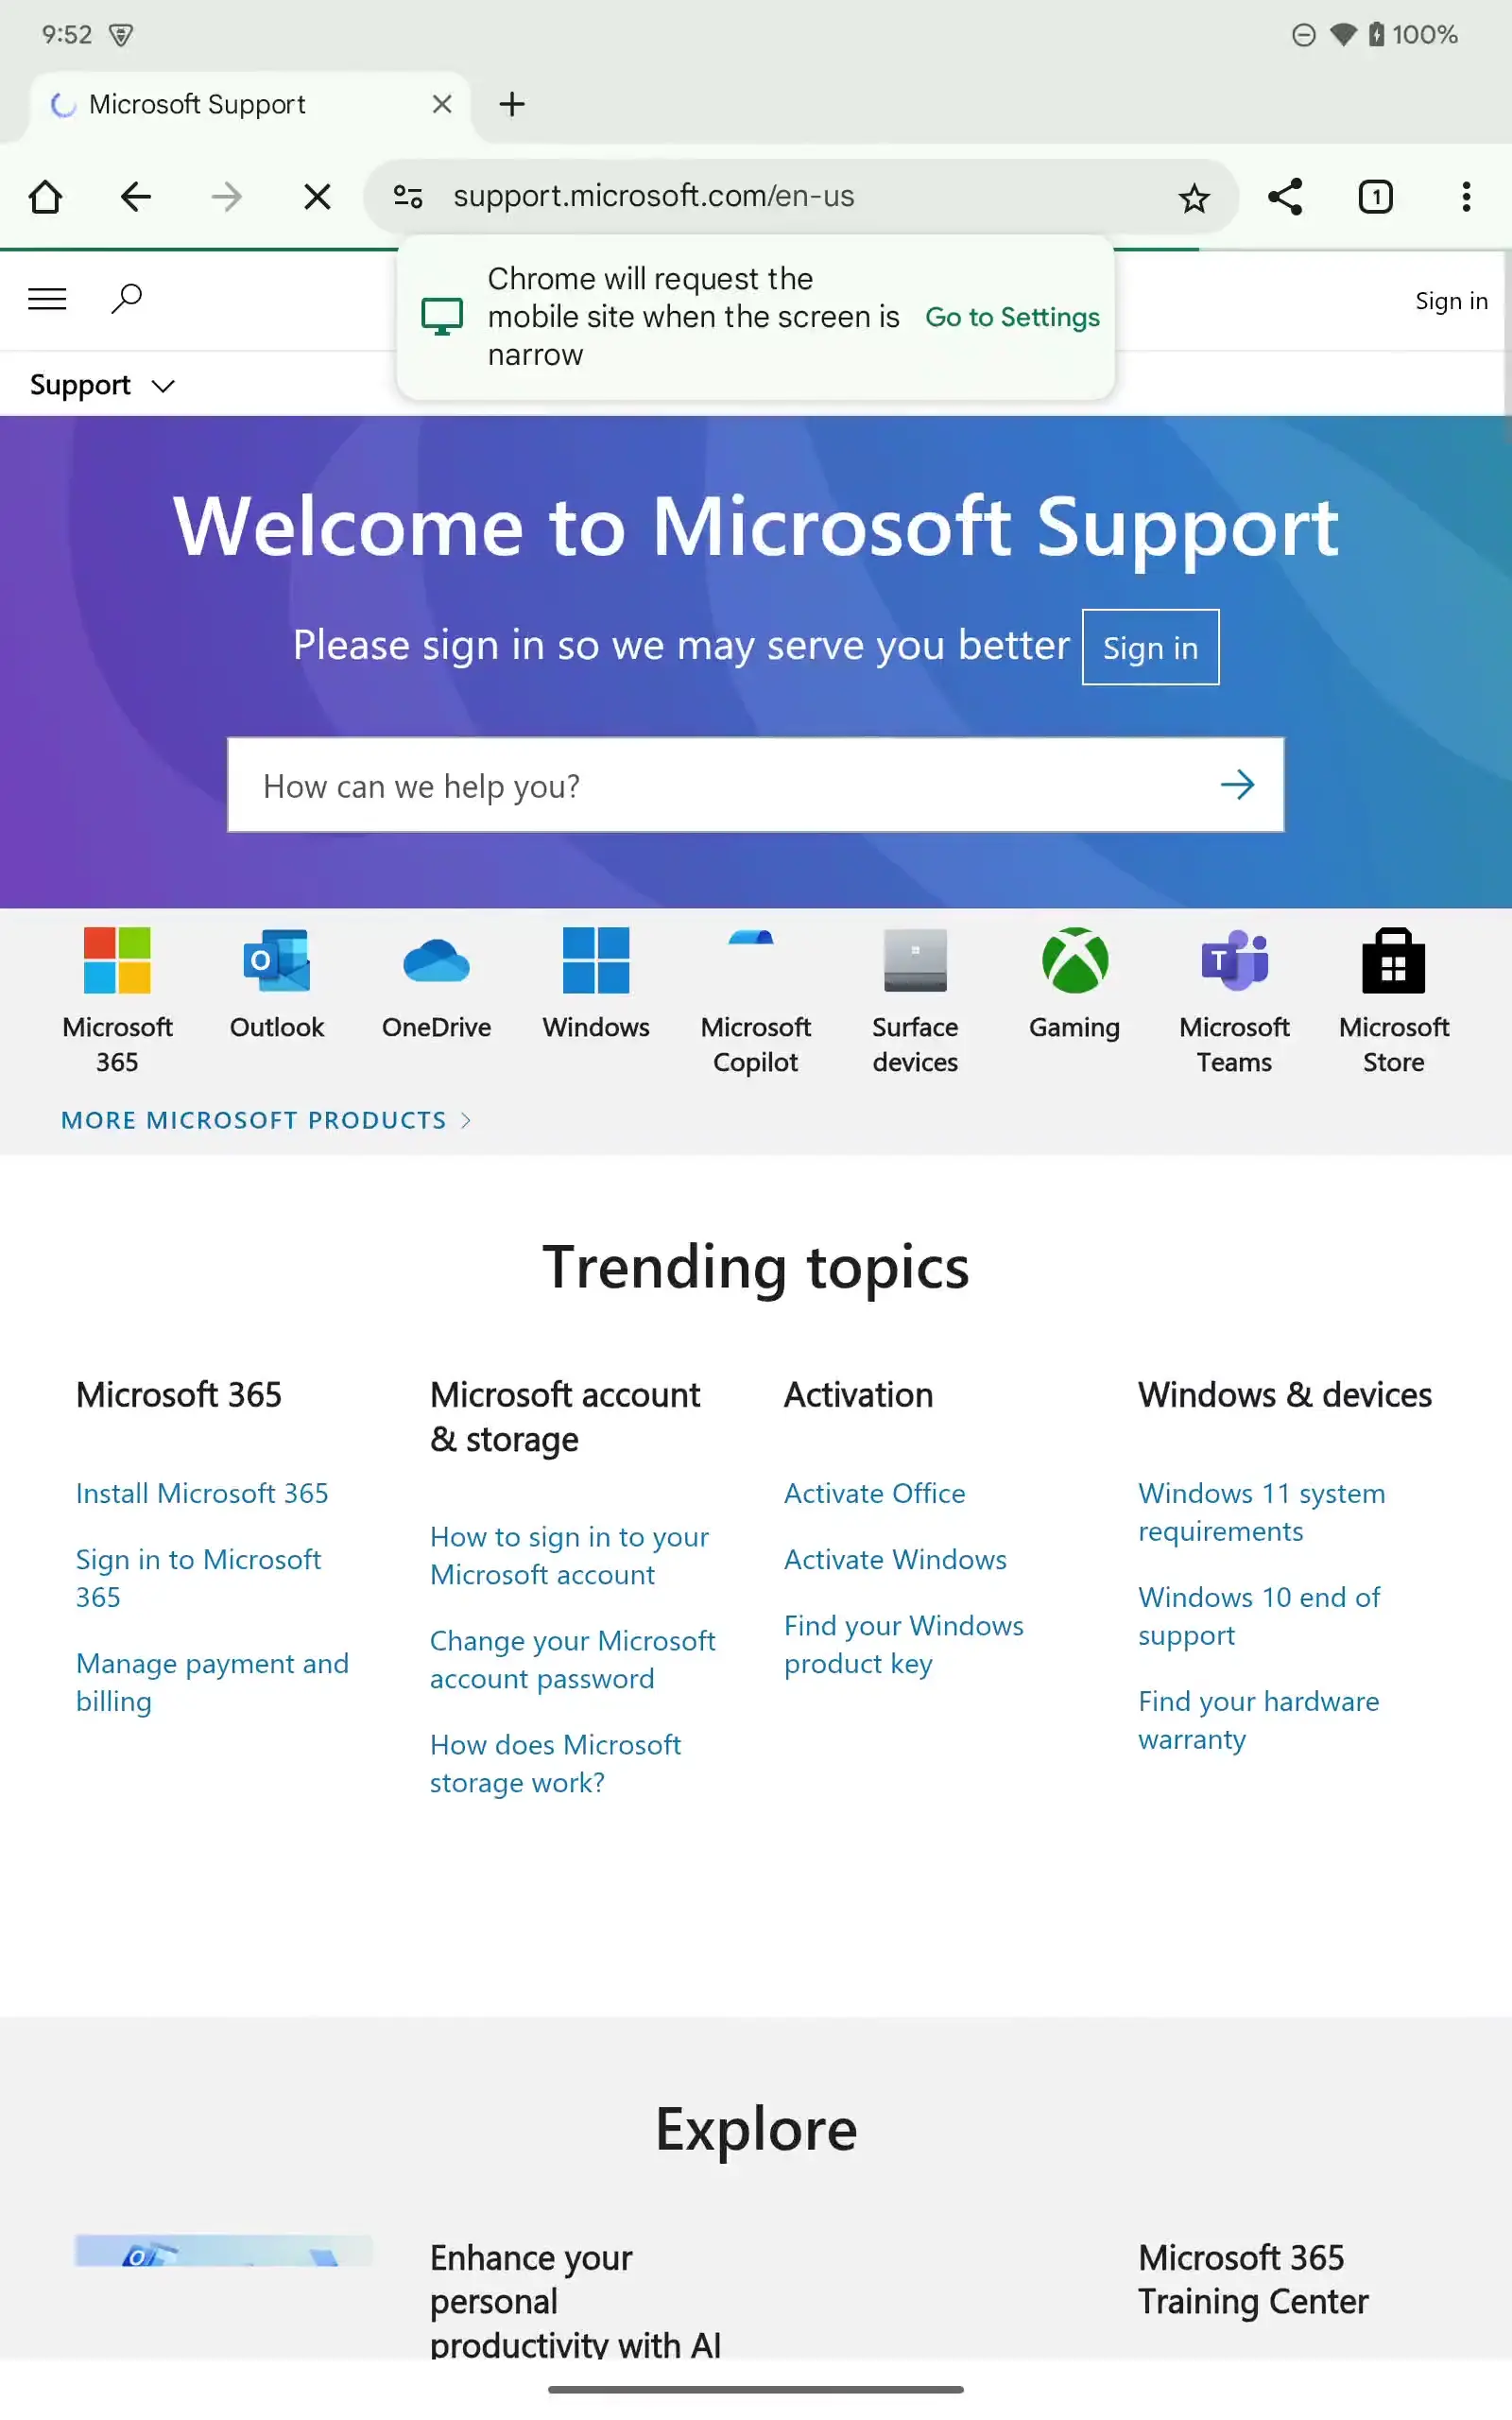 9:52
100%
Microsoft Support
support.microsoft.com/en-us
1
Chrome will request the
mobile site when the screen is
narrow
Go to Settings
Sign in
Support
Welcome to Microsoft Support
Please sign in so we may serve you better
Sign in
How can we help you?
Microsoft
365
Outlook
OneDrive
Windows
Microsoft
Copilot
Surface
devices
Gaming
Microsoft
Teams
Microsoft
Store
MORE MICROSOFT PRODUCTS
Trending topics
Microsoft 365
Install Microsoft 365
Sign in to Microsoft
365
Manage payment and
billing
Microsoft account
& storage
How to sign in to your
Microsoft account
Change your Microsoft
account password
How does Microsoft
storage work?
Activation
Activate Office
Activate Windows
Find your Windows
product key
Windows & devices
Windows 11 system
requirements
Windows 10 end of
support
Find your hardware
warranty
Explore
Enhance your
personal
productivity with AI
Microsoft 365
Training Center